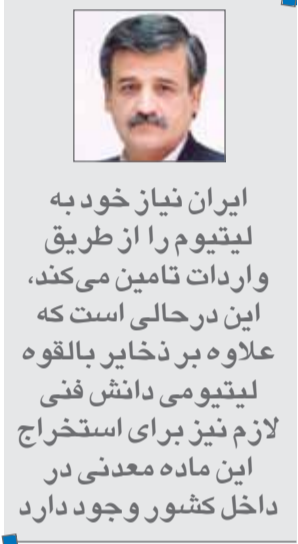 ایران نیاز خود به
لیتیوم را از طریق
واردات تامین می‌کند،
این درحالی است که
علاوه بر ذخایر بالقوه
لیتیومی دانش فنی
لازم نیز برای استخراج
این ماده معدنی در
داخل کشور وجود دارد